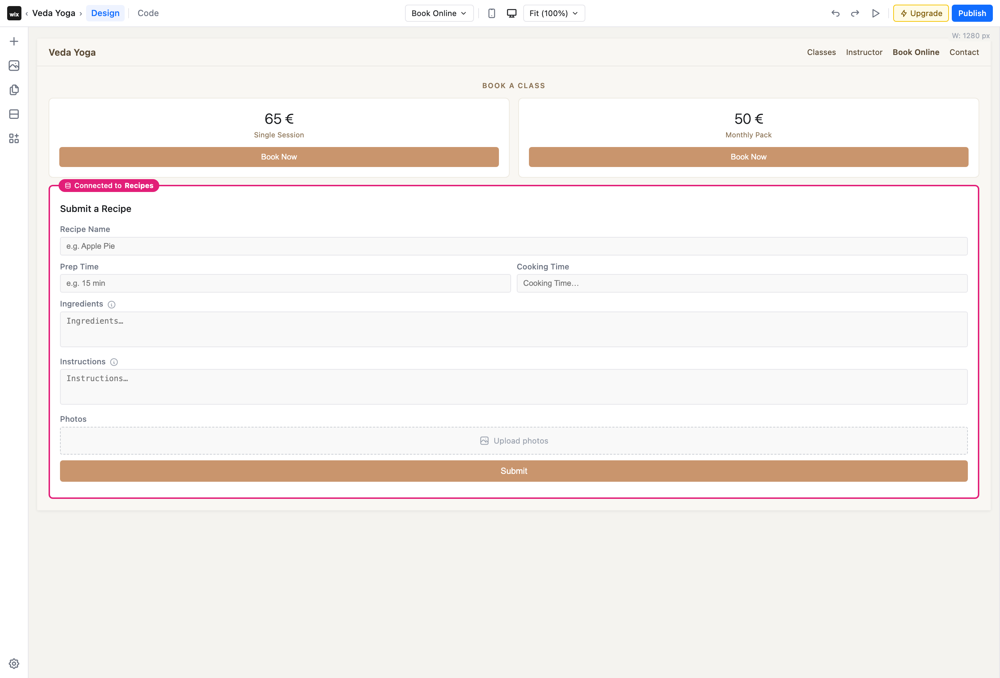 wix ‹ Veda Yoga › Design Code Book Online Fit (100%) Upgrade Publish
W: 1280 px
Veda Yoga Classes Instructor Book Online Contact
BOOK A CLASS
65 € 50 €
Single Session Monthly Pack
Book Now Book Now
Connected to Recipes
Submit a Recipe
Recipe Name
e.g. Apple Pie
Prep Time Cooking Time
e.g. 15 min Cooking Time…
Ingredients
Ingredients…
Instructions
Instructions…
Photos
Upload photos
Submit